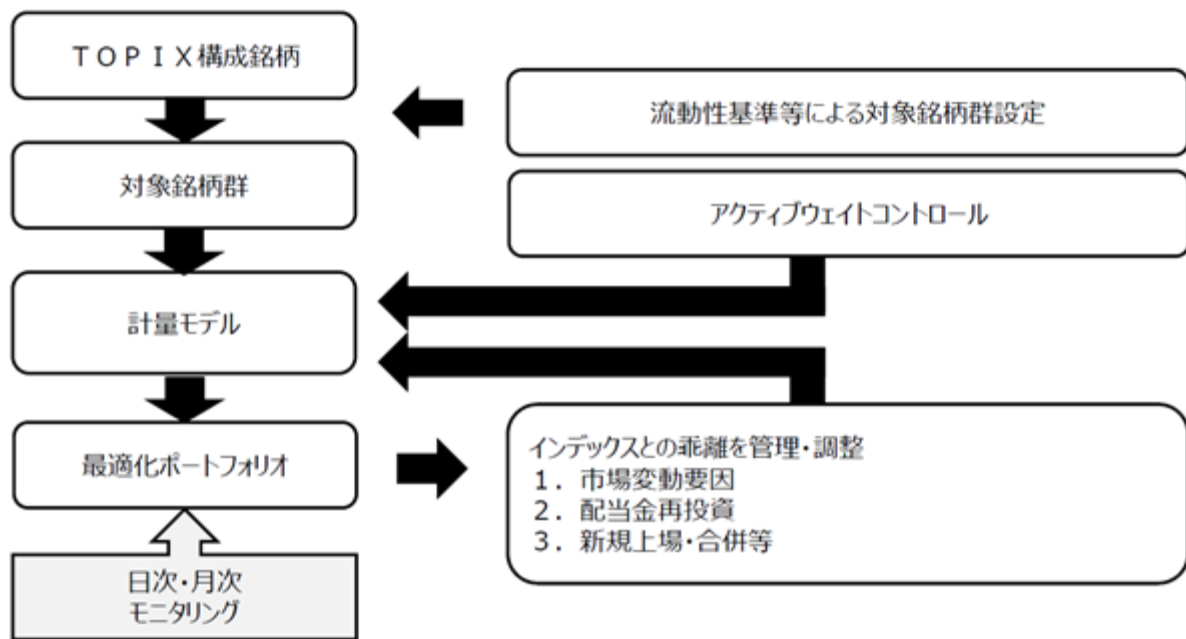 ＴＯＰＩＸ構成銘柄
流動性基準等による対象銘柄群設定
対象銘柄群
アクティブウェイトコントロール
計量モデル
最適化ポートフォリオ
インデックスとの乖離を管理・調整
１．市場変動要因
２．配当金再投資
３．新規上場・合併等
日次・月次
モニタリング